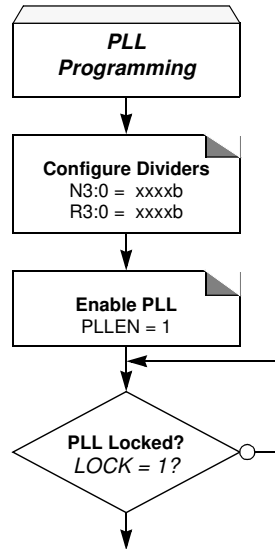 PLL
Programming
Configure Dividers
N3:0 = xxxxb
R3:0 = xxxxb
Enable PLL
PLLEN = 1
PLL Locked?
LOCK = 1?